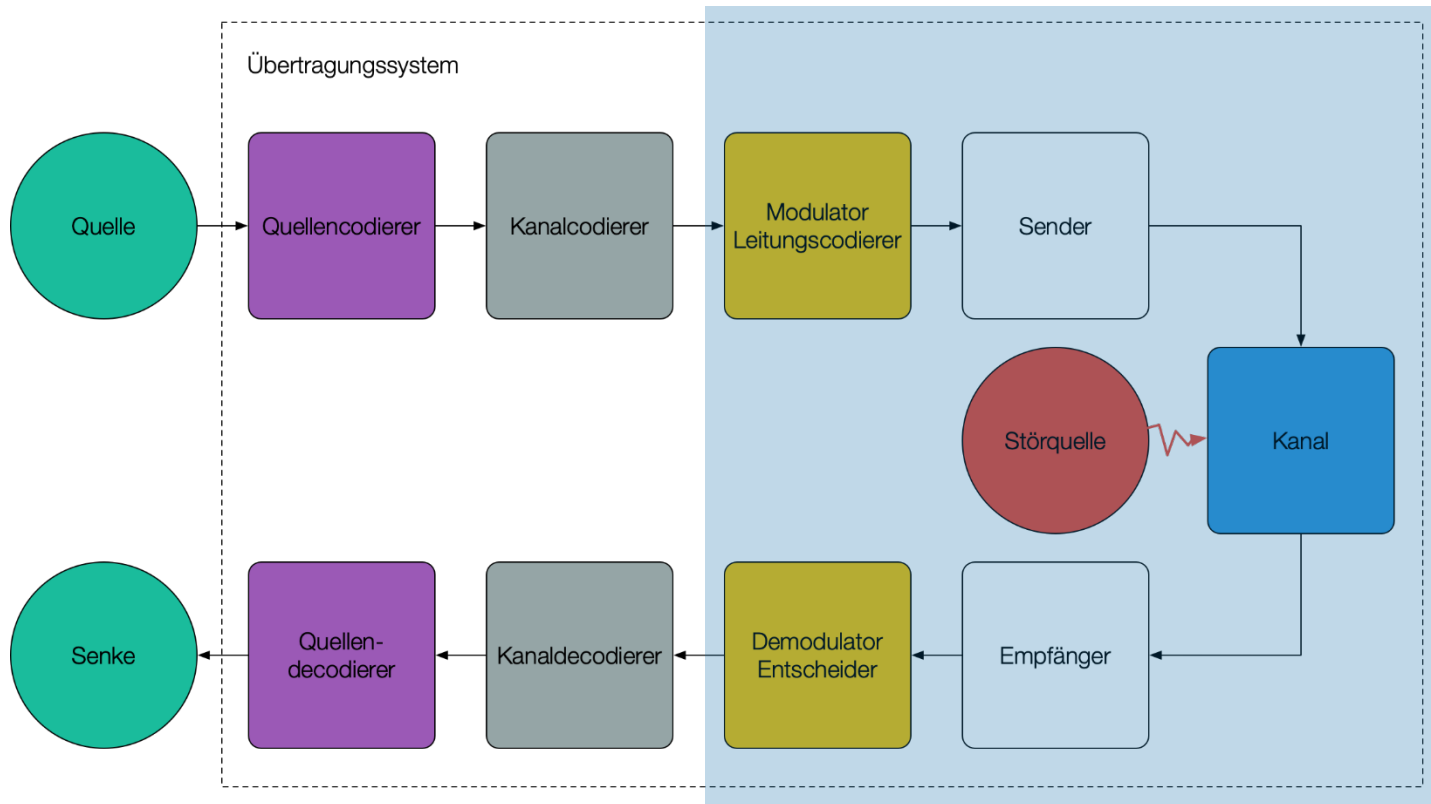 Übertragungssystem
Quelle
Quellencodierer
Kanalcodierer
Modulator
Leitungscodierer
Sender
Störquelle
Kanal
Senke
Quellen-
decodierer
Kanaldecodierer
Demodulator
Entscheider
Empfänger